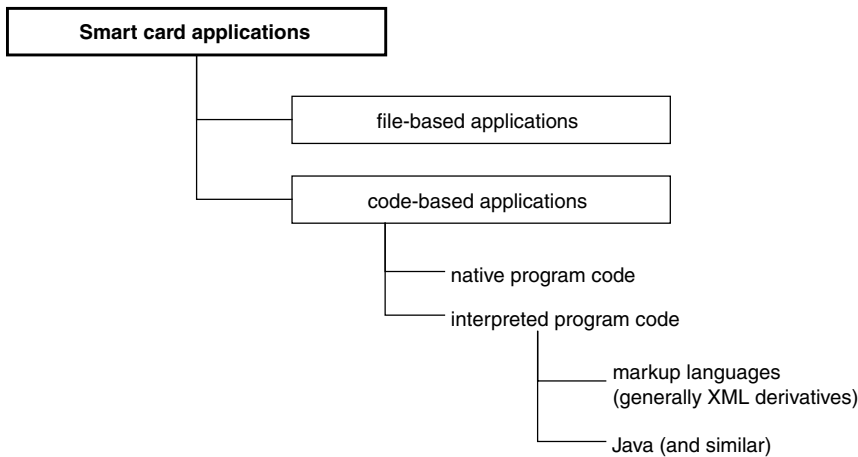 Smart card applications
file-based applications
code-based applications
native program code
interpreted program code
markup languages
(generally XML derivatives)
Java (and similar)